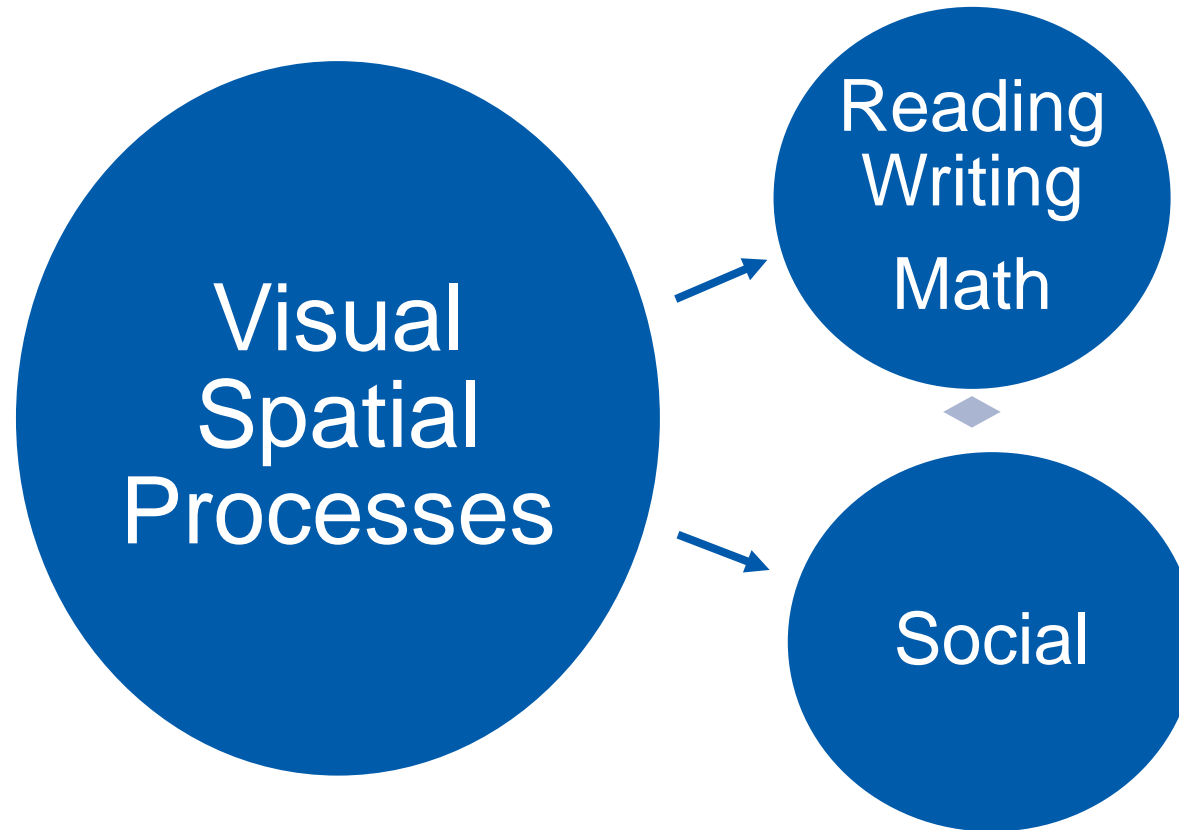 Visual
Spatial
Processes
Reading
Writing
Math
Social